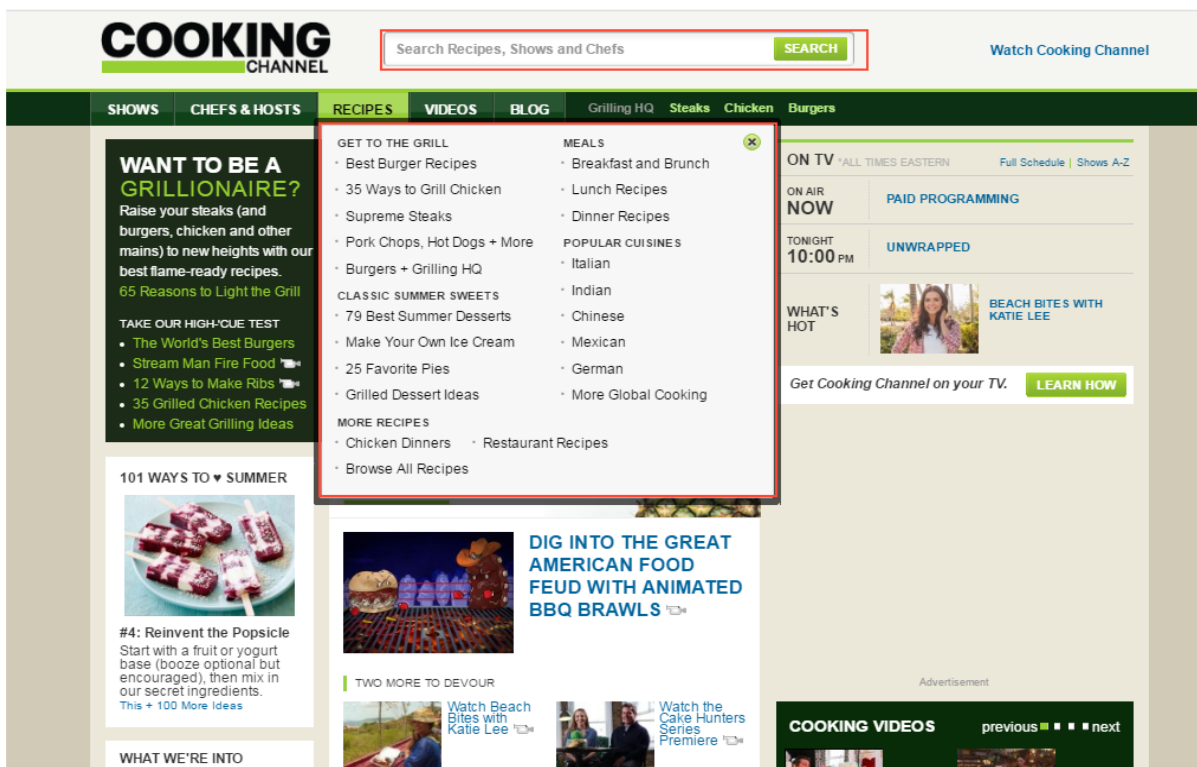 COOKING
CHANNEL
Search Recipes, Shows and Chefs
SEARCH
Watch Cooking Channel
SHOWS
CHEFS & HOSTS
RECIPES
VIDEOS
BLOG
Grilling HQ
Steaks
Chicken
Burgers
WANT TO BE A
GRILLIONAIRE?
Raise your steaks (and
burgers, chicken and other
mains) to new heights with our
best flame-ready recipes.
65 Reasons to Light the Grill
TAKE OUR HIGH-'CUE TEST
• The World's Best Burgers
• Stream Man Fire Food
• 12 Ways to Make Ribs
• 35 Grilled Chicken Recipes
• More Great Grilling Ideas
101 WAYS TO ♥ SUMMER
#4: Reinvent the Popsicle
Start with a fruit or yogurt
base (booze optional but
encouraged), then mix in
our secret ingredients.
This + 100 More Ideas
WHAT WE'RE INTO
GET TO THE GRILL
Best Burger Recipes
35 Ways to Grill Chicken
Supreme Steaks
Pork Chops, Hot Dogs + More
Burgers + Grilling HQ
CLASSIC SUMMER SWEETS
79 Best Summer Desserts
Make Your Own Ice Cream
25 Favorite Pies
Grilled Dessert Ideas
MEALS
Breakfast and Brunch
Lunch Recipes
Dinner Recipes
POPULAR CUISINES
Italian
Indian
Chinese
Mexican
German
More Global Cooking
MORE RECIPES
Chicken Dinners
Restaurant Recipes
Browse All Recipes
DIG INTO THE GREAT
AMERICAN FOOD
FEUD WITH ANIMATED
BBQ BRAWLS
TWO MORE TO DEVOUR
Watch Beach
Bites with
Katie Lee
Watch the
Cake Hunters
Series
Premiere
ON TV *ALL TIMES EASTERN
Full Schedule | Shows A-Z
ON AIR
NOW
PAID PROGRAMMING
TONIGHT
10:00 PM
UNWRAPPED
WHAT'S
HOT
BEACH BITES WITH
KATIE LEE
Get Cooking Channel on your TV.
LEARN HOW
Advertisement
COOKING VIDEOS
previous
next